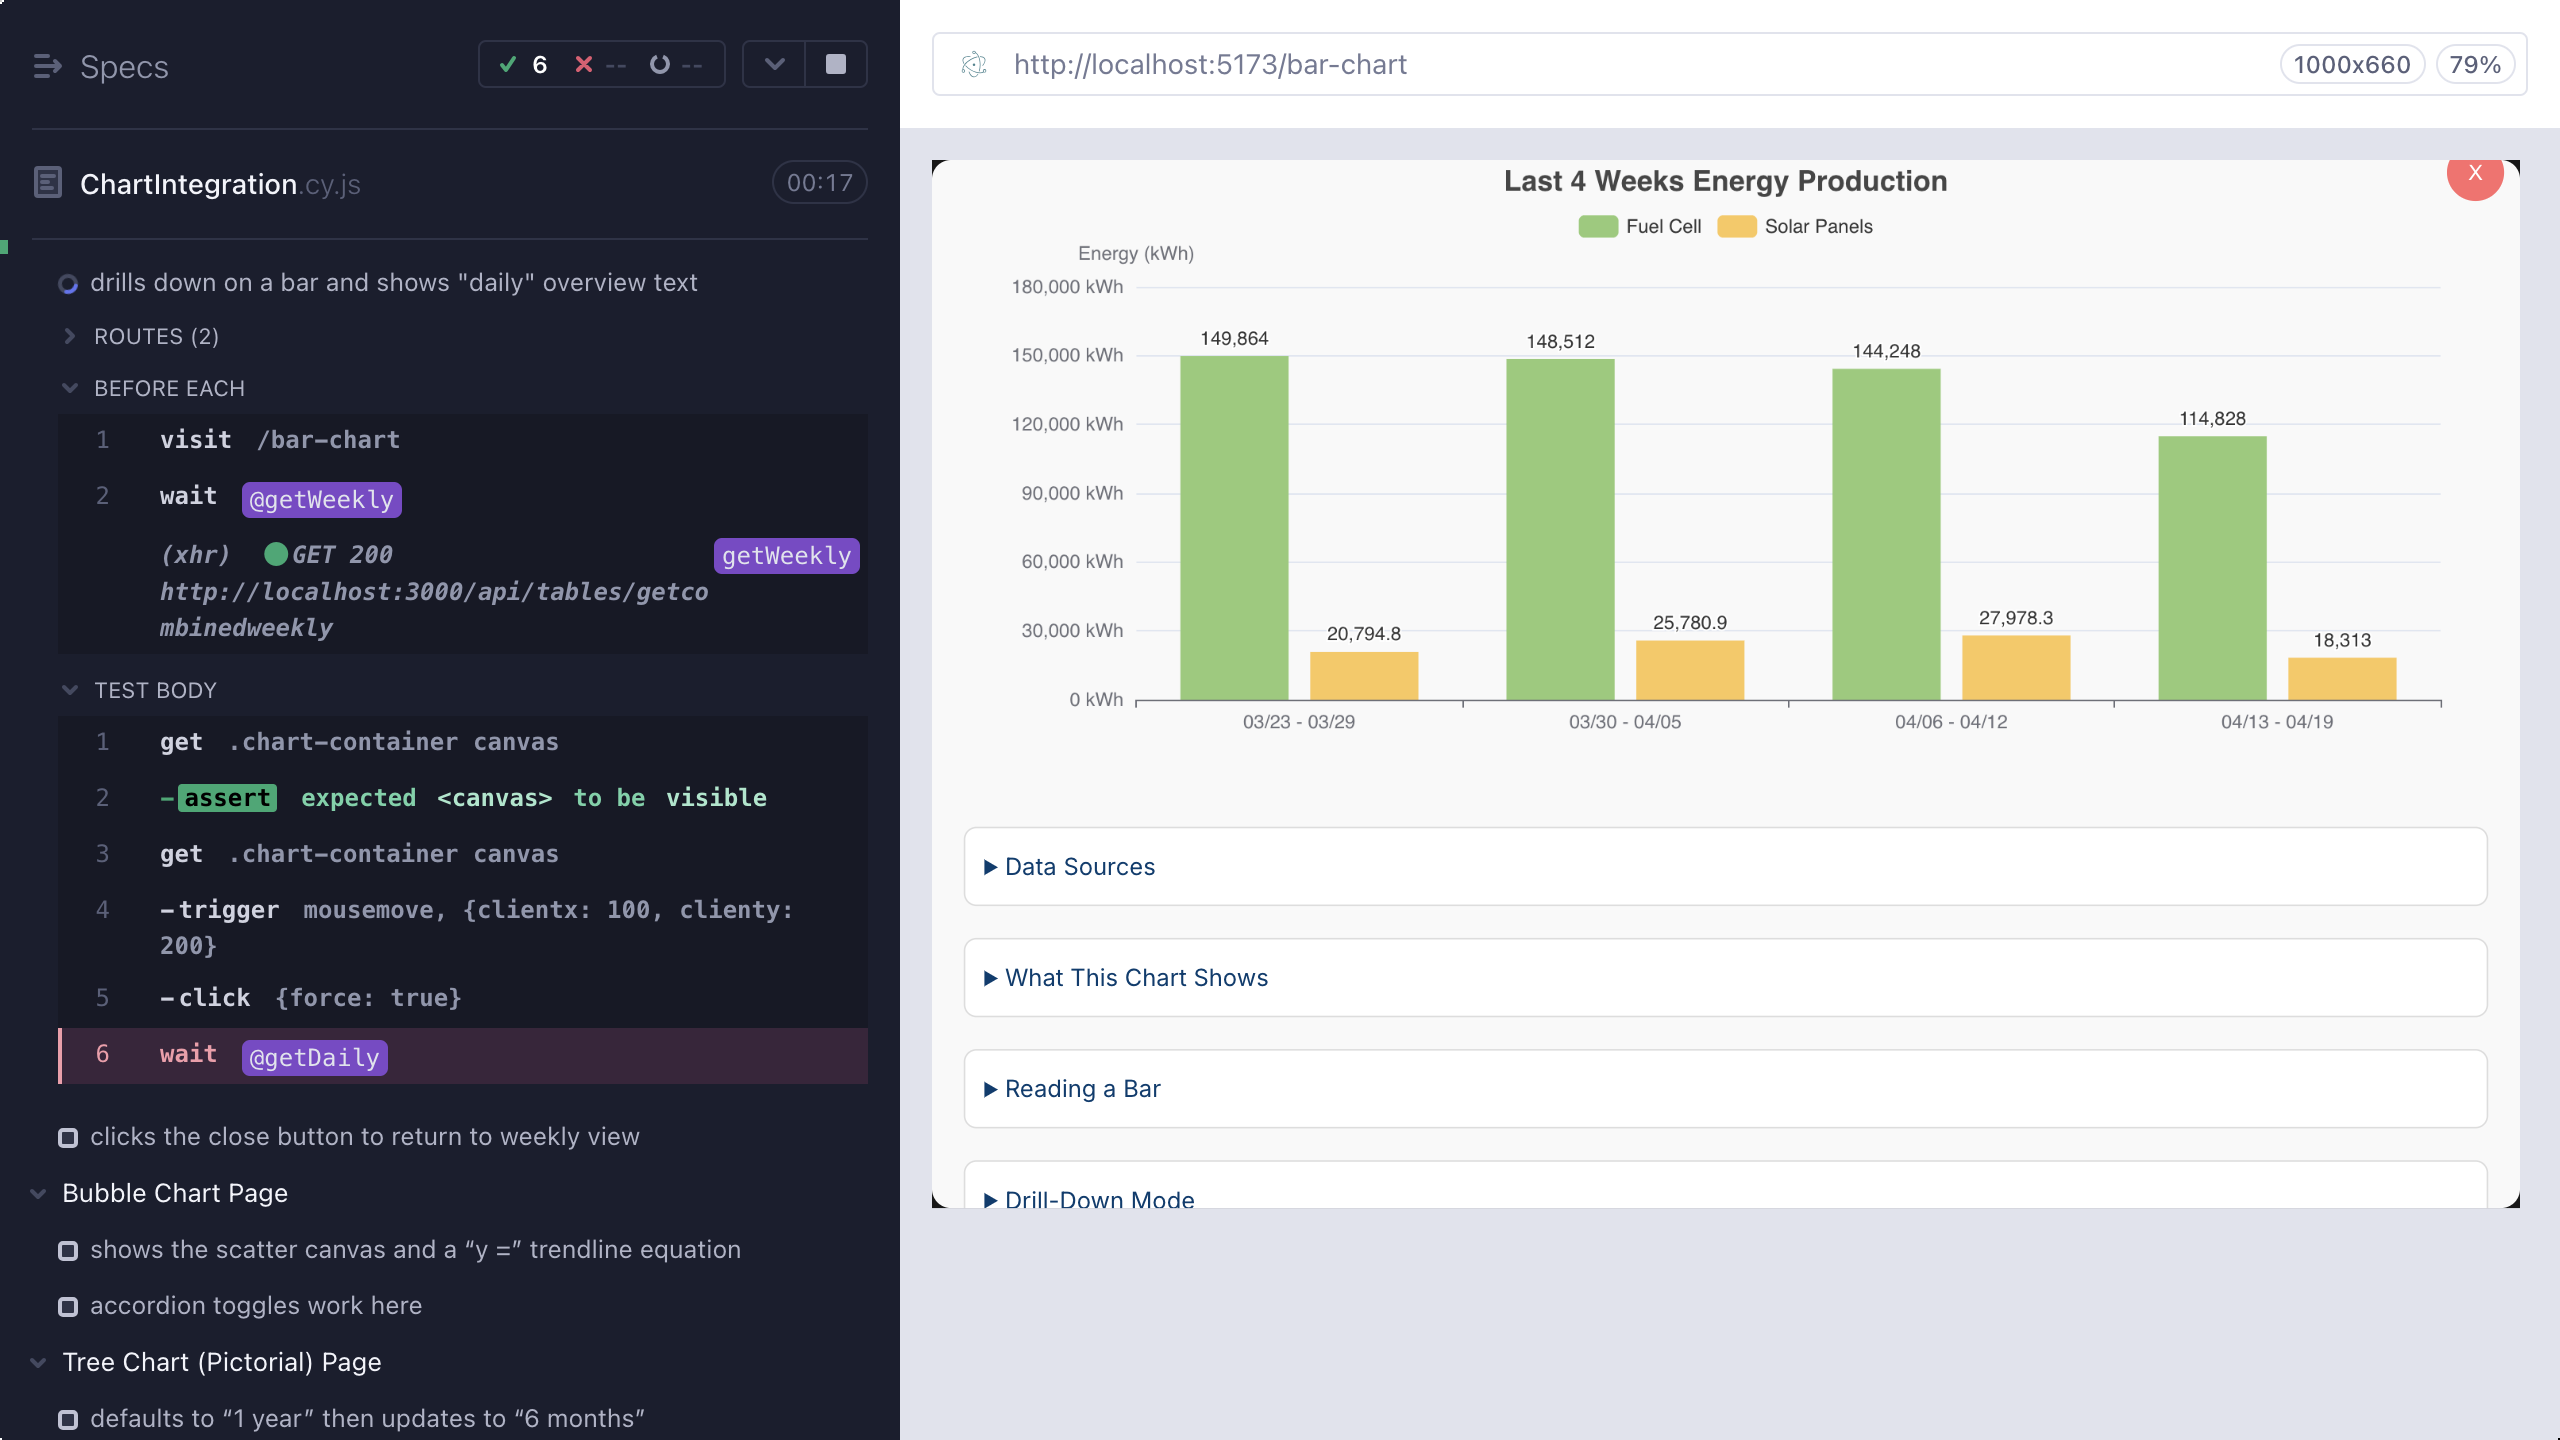 Specs
6 -- --
ChartIntegration.cy.js 00:17
drills down on a bar and shows "daily" overview text
ROUTES (2)
BEFORE EACH
1 visit /bar-chart
2 wait @getWeekly
(xhr) GET 200 getWeekly
http://localhost:3000/api/tables/getco
mbinedweekly
TEST BODY
1 get .chart-container canvas
2 -assert expected <canvas> to be visible
3 get .chart-container canvas
4 -trigger mousemove, {clientx: 100, clienty:
200}
5 -click {force: true}
6 wait @getDaily
clicks the close button to return to weekly view
Bubble Chart Page
shows the scatter canvas and a “y =” trendline equation
accordion toggles work here
Tree Chart (Pictorial) Page
defaults to “1 year” then updates to “6 months”
http://localhost:5173/bar-chart 1000x660 79%
Last 4 Weeks Energy Production
X
Fuel Cell Solar Panels
Energy (kWh)
180,000 kWh
150,000 kWh
120,000 kWh
90,000 kWh
60,000 kWh
30,000 kWh
0 kWh
149,864 148,512 144,248 114,828
20,794.8 25,780.9 27,978.3 18,313
03/23 - 03/29 03/30 - 04/05 04/06 - 04/12 04/13 - 04/19
Data Sources
What This Chart Shows
Reading a Bar
Drill-Down Mode